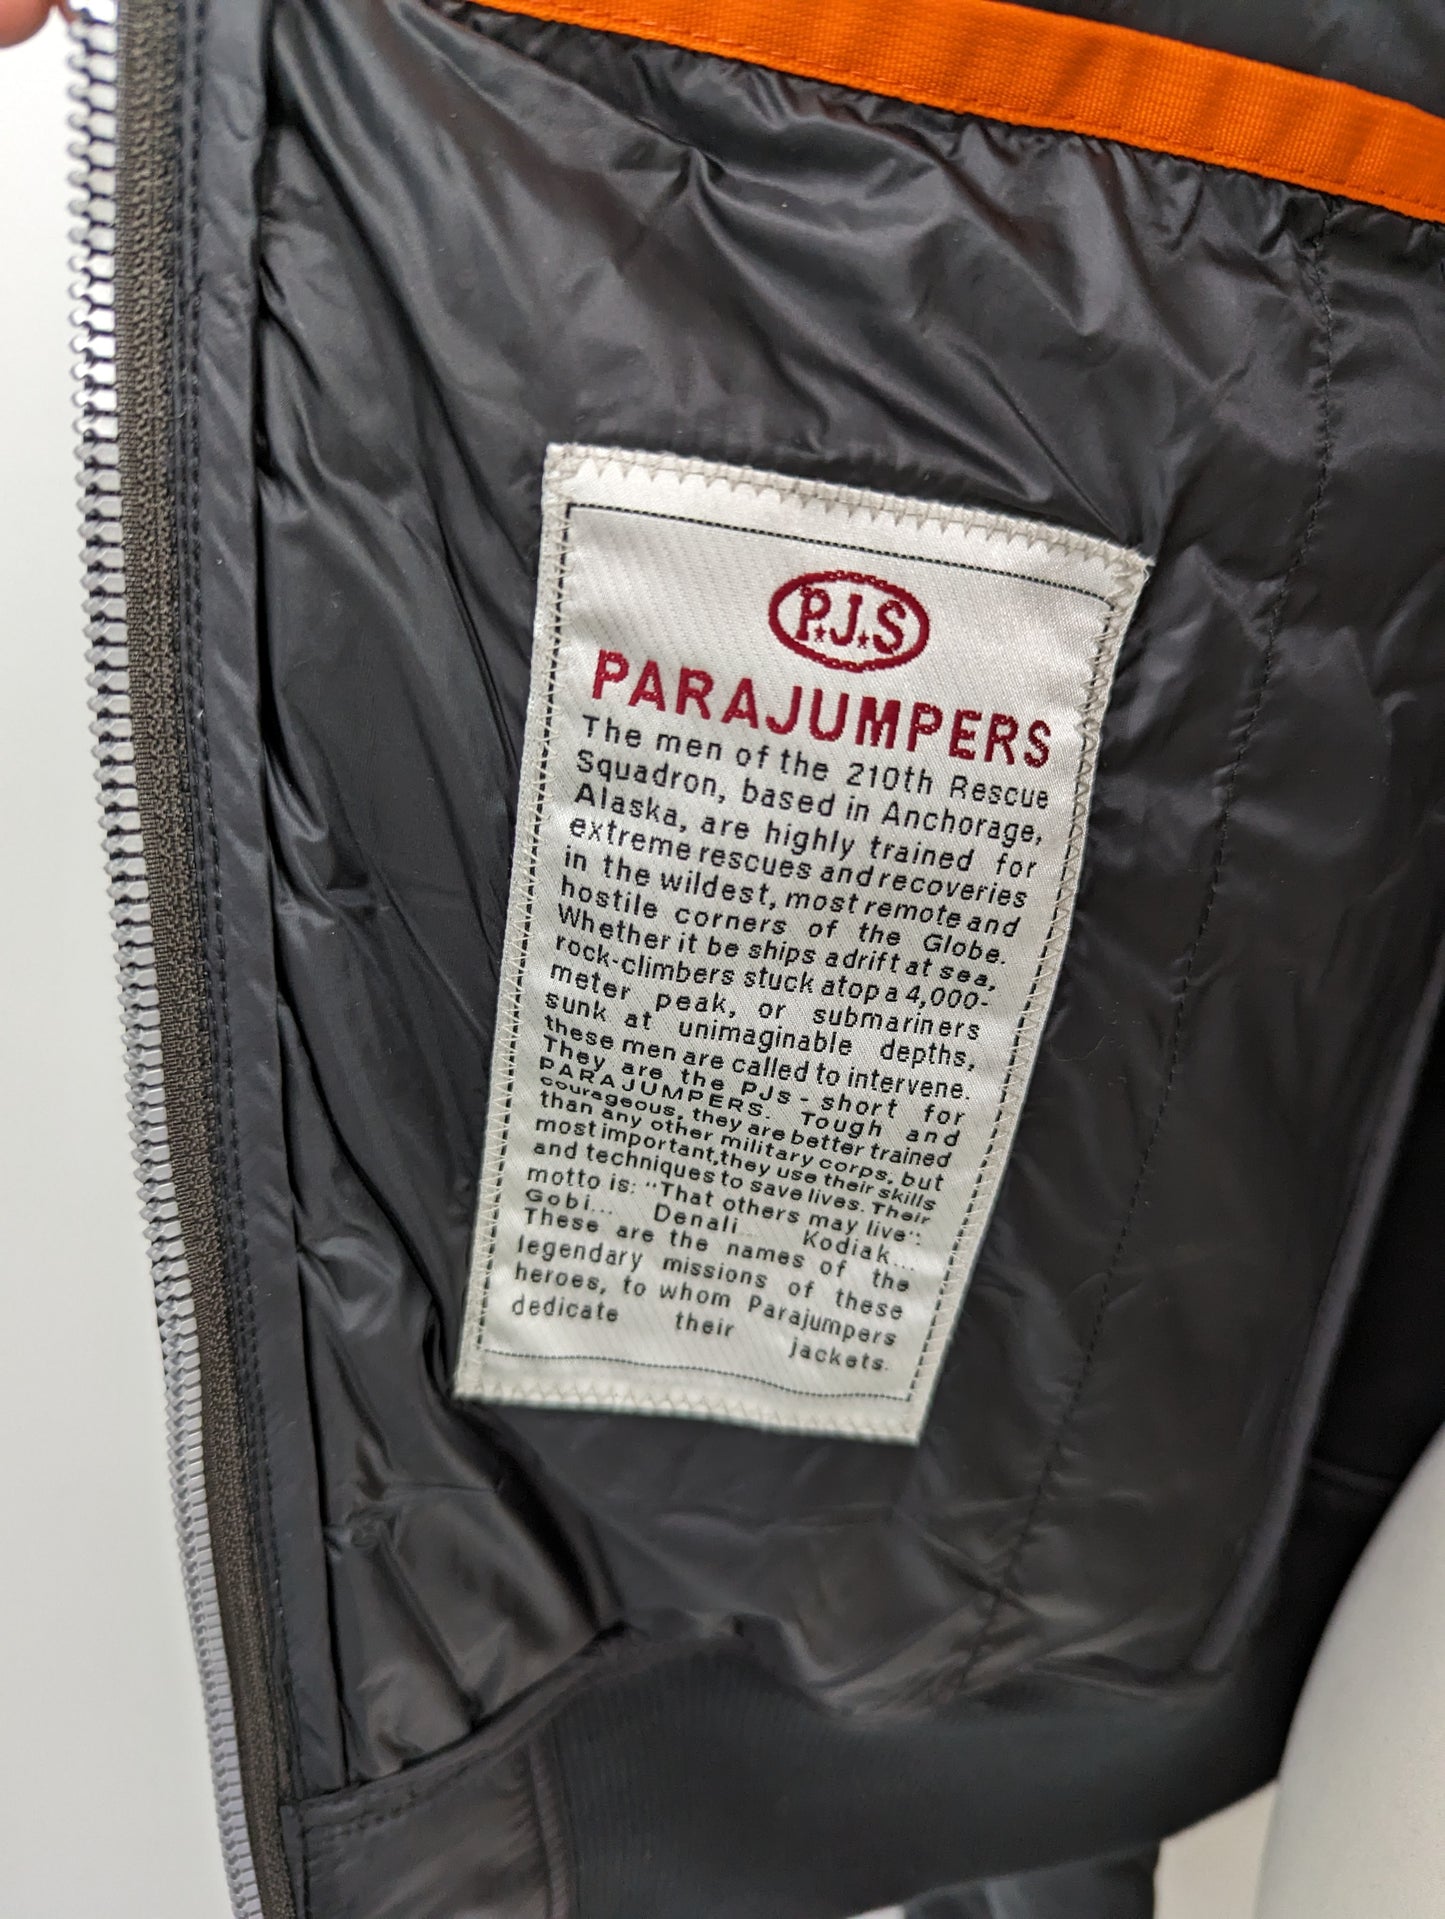 P.J.S
PARAJUMPERS
The men of the 210th Rescue
Squadron, based in Anchorage,
Alaska, are highly trained for
extreme rescues and recoveries
in the wildest, most remote and
hostile corners of the Globe.
Whether it be ships adrift at sea,
rock-climbers stuck atop a 4,000-
meter peak, or submariners
sunk at unimaginable depths,
these men are called to intervene.
They are the PJs - short for
PARAJUMPERS. Tough and
courageous, they are better trained
than any other military corps, but
most important, they use their skills
and techniques to save lives. Their
motto is: "That others may live":
Gobi... Denali... Kodiak...
These are the names of the
legendary missions of these
heroes, to whom Parajumpers
dedicate their jackets.